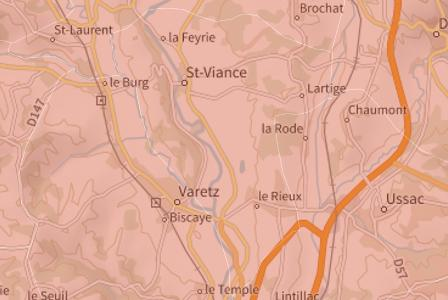 Brochat
St-Laurent
la Feyrie
D
St-Viance
le Burg
Lartige
D147
Chaumont
la Rode
Varetz
le Rieux
Ussac
Biscaye
D57
ie
le Seuil
le Temple
Lintillac